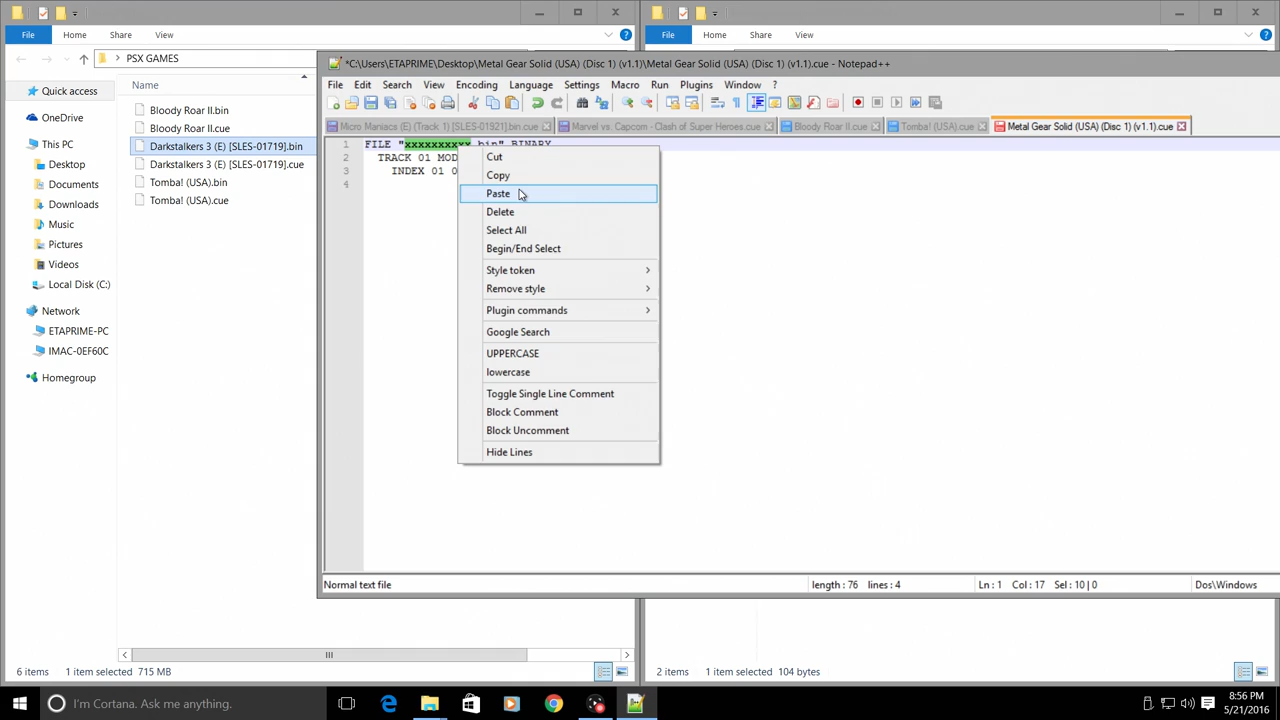 File Home Share View
File Home Share View
PSX GAMES
*C:\Users\ETAPRIME\Desktop\Metal Gear Solid (USA) (Disc 1) (v1.1)\Metal Gear Solid (USA) (Disc 1) (v1.1).cue - Notepad++
File Edit Search View Encoding Language Settings Macro Run Plugins Window ?
Micro Maniacs (E) (Track 1) [SLES-01921].bin.cue
Marvel vs. Capcom - Clash of Super Heroes.cue
Bloody Roar II.cue
Tomba! (USA).cue
Metal Gear Solid (USA) (Disc 1) (v1.1).cue
Quick access
OneDrive
This PC
Desktop
Documents
Downloads
Music
Pictures
Videos
Local Disk (C:)
Network
ETAPRIME-PC
IMAC-0EF60C
Homegroup
Name
Bloody Roar II.bin
Bloody Roar II.cue
Darkstalkers 3 (E) [SLES-01719].bin
Darkstalkers 3 (E) [SLES-01719].cue
Tomba! (USA).bin
Tomba! (USA).cue
1 FILE "xxxxxxxxxx.bin" BINARY
2 TRACK 01 MOD
3 INDEX 01 0
4
Cut
Copy
Paste
Delete
Select All
Begin/End Select
Style token
Remove style
Plugin commands
Google Search
UPPERCASE
lowercase
Toggle Single Line Comment
Block Comment
Block Uncomment
Hide Lines
Normal text file length : 76 lines : 4 Ln : 1 Col : 17 Sel : 10 | 0 Dos\Windows
6 items 1 item selected 715 MB
2 items 1 item selected 104 bytes
I'm Cortana. Ask me anything.
8:56 PM
5/21/2016